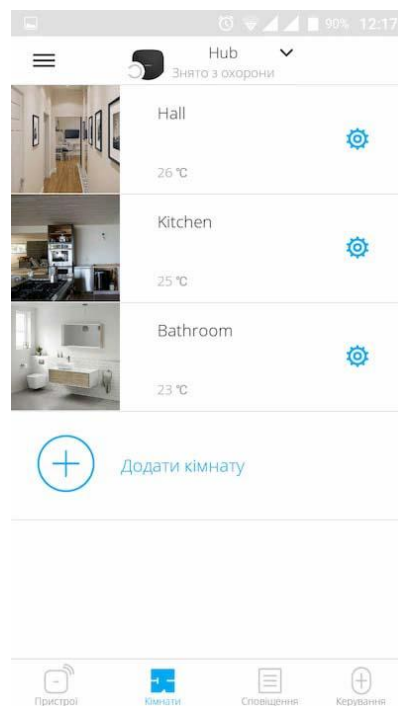 90% 12:17
Hub
Знято з охорони
Hall
26 °C
Kitchen
25 °C
Bathroom
23 °C
Додати кімнату
Пристрої Кімнати Сповіщення Керування